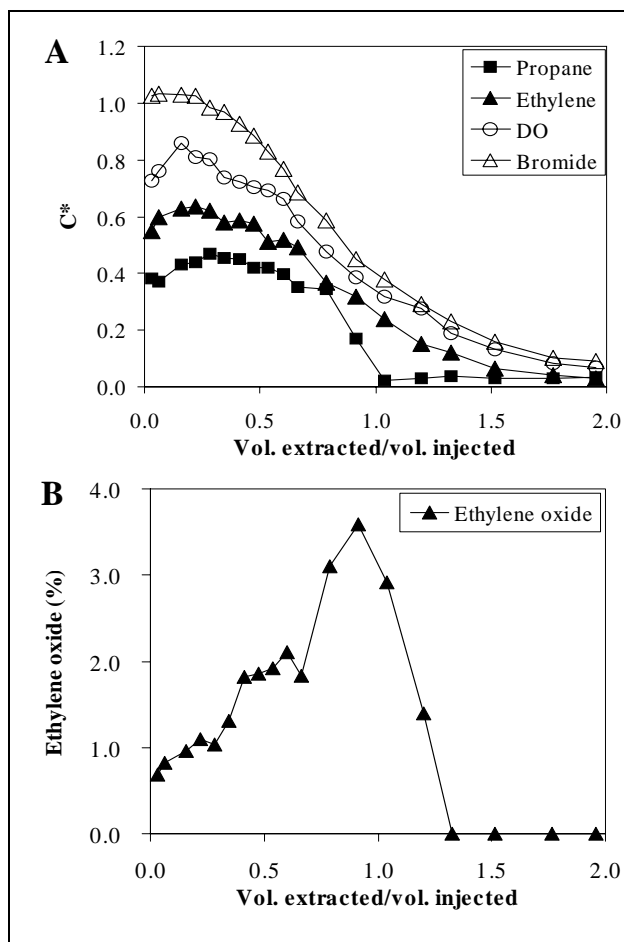 A
1.2
1.0
0.8
0.6
0.4
0.2
0.0
C*
Propane
Ethylene
DO
Bromide
0.0 0.5 1.0 1.5 2.0
Vol. extracted/vol. injected
B
4.0
3.0
2.0
1.0
0.0
Ethylene oxide (%)
Ethylene oxide
0.0 0.5 1.0 1.5 2.0
Vol. extracted/vol. injected